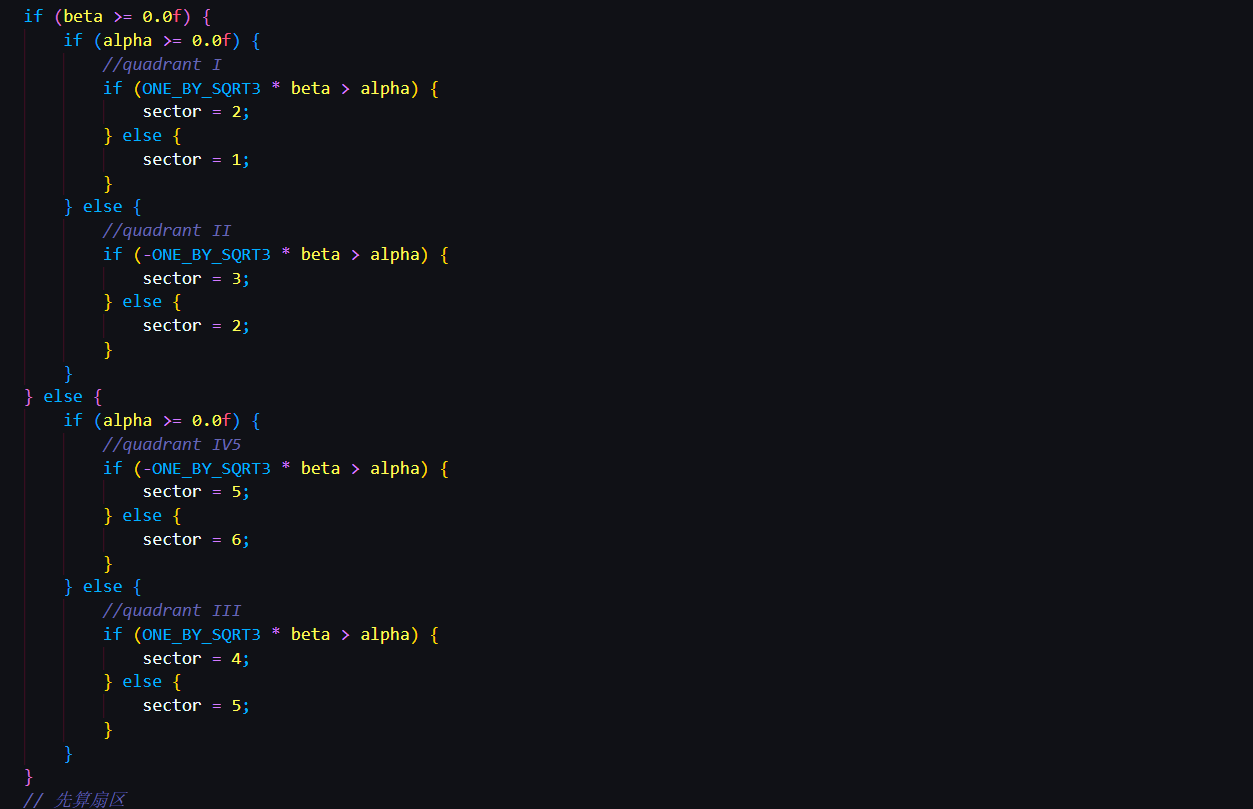 if (beta >= 0.0f) {
if (alpha >= 0.0f) {
//quadrant I
if (ONE_BY_SQRT3 * beta > alpha) {
sector = 2;
} else {
sector = 1;
}
} else {
//quadrant II
if (-ONE_BY_SQRT3 * beta > alpha) {
sector = 3;
} else {
sector = 2;
}
}
} else {
if (alpha >= 0.0f) {
//quadrant IV5
if (-ONE_BY_SQRT3 * beta > alpha) {
sector = 5;
} else {
sector = 6;
}
} else {
//quadrant III
if (ONE_BY_SQRT3 * beta > alpha) {
sector = 4;
} else {
sector = 5;
}
}
}
// 先算扇区